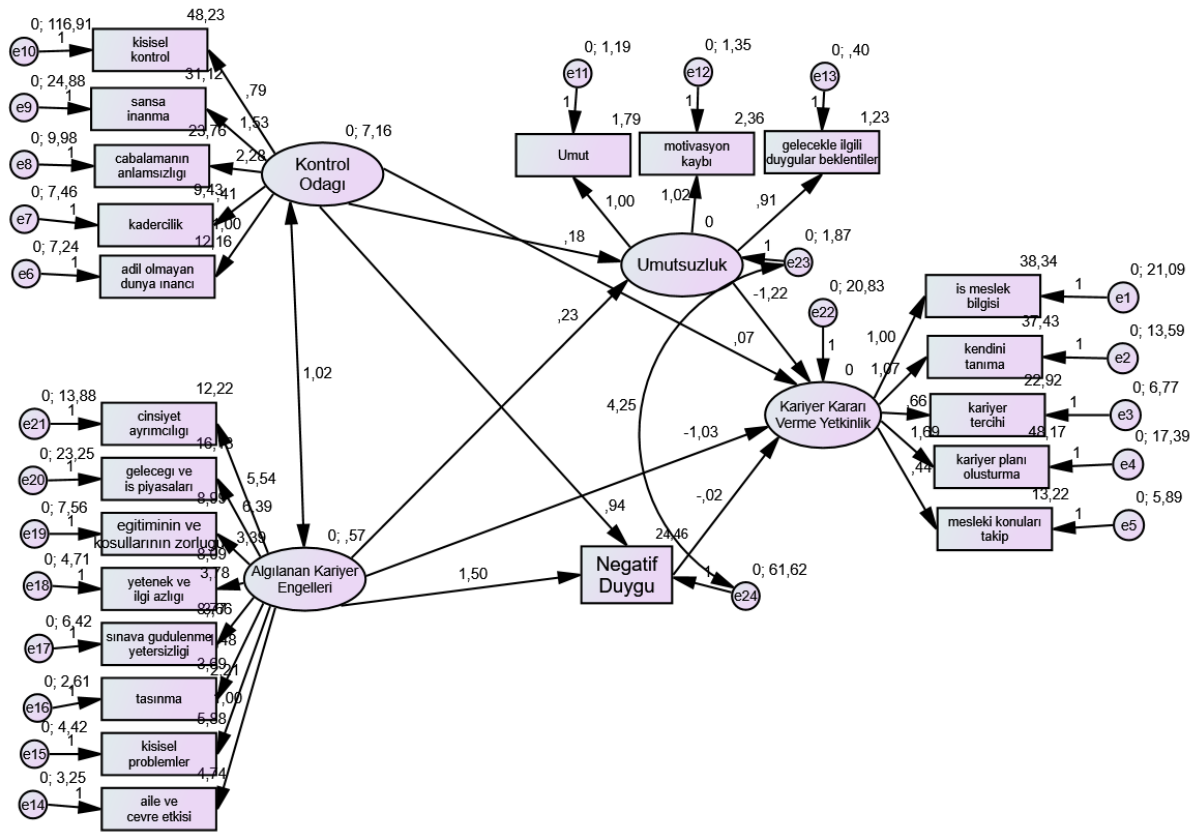 48,23
0; 116,91
e10
1
kisisel
kontrol
31,12
0; 24,88
e9
1
sansa
inanma
23,76
0; 9,98
e8
1
cabalamanın
anlamsızlıgı
0; 7,46
e7
1
kadercilik
9,43
0; 7,24
e6
1
adil olmayan
dunya ınancı
12,16
,79
1,53
2,28
,41
1,00
0; 7,16
Kontrol
Odagı
0; 1,19
e11
1
1,79
Umut
0; 1,35
e12
1
2,36
motivasyon
kaybı
0; ,40
e13
1
1,23
gelecekle ilgili
duygular beklentiler
1,00
1,02
,91
0
Umutsuzluk
1
0; 1,87
e23
,18
,23
-1,22
,07
0; 20,83
e22
1
0
Kariyer Kararı
Verme Yetkinlik
38,34
is meslek
bilgisi
1
0; 21,09
e1
37,43
kendini
tanıma
1
0; 13,59
e2
22,92
kariyer
tercihi
1
0; 6,77
e3
48,17
kariyer planı
olusturma
1
0; 17,39
e4
13,22
mesleki konuları
takip
1
0; 5,89
e5
1,00
1,07
,66
1,69
,44
1,02
4,25
-1,03
-,02
,94
1,50
24,46
Negatif
Duygu
1
0; 61,62
e24
0; ,57
Algılanan Kariyer
Engelleri
12,22
0; 13,88
e21
1
cinsiyet
ayrımcılıgı
0; 23,25
e20
1
gelecegı ve
is piyasaları
0; 7,56
e19
1
egitiminin ve
kosullarının zorlugu
0; 4,71
e18
1
yetenek ve
ilgi azlıgı
0; 6,42
e17
1
sınava gudulenme
yetersizligi
0; 2,61
e16
1
tasınma
0; 4,42
e15
1
kisisel
problemler
5,88
0; 3,25
e14
1
aile ve
cevre etkisi
4,74
5,54
6,39
3,39
3,78
2,21
1,00